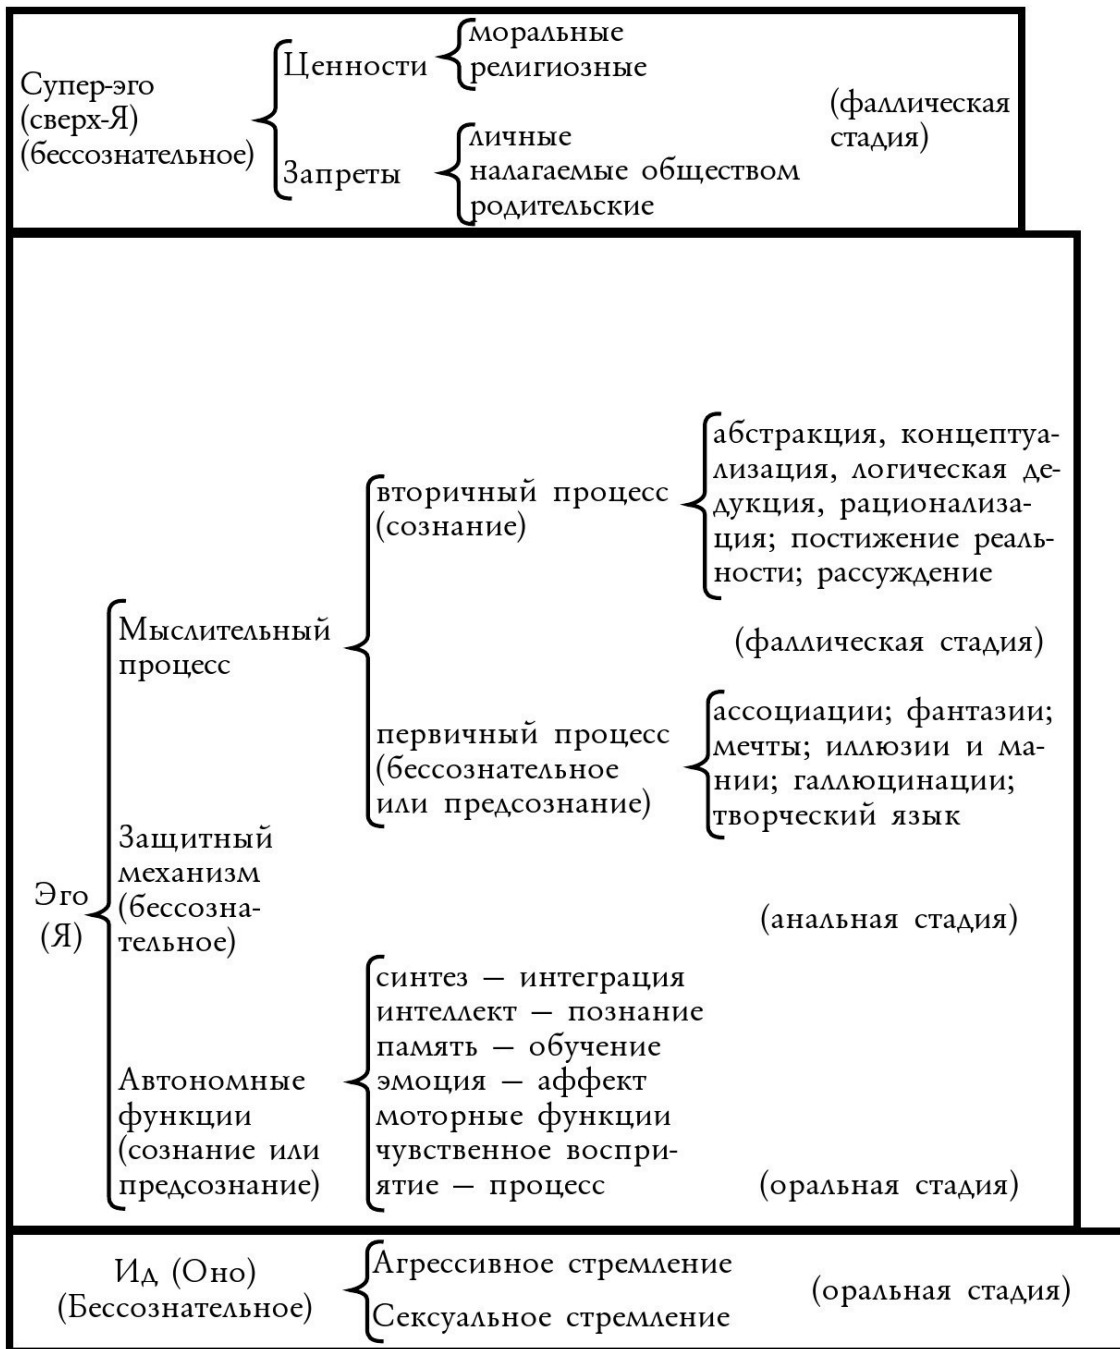 Супер-эго
(сверх-Я)
(бессознательное)
Ценности
моральные
религиозные
Запреты
личные
налагаемые обществом
родительские
(фаллическая
стадия)
Эго
(Я)
Мыслительный
процесс
вторичный процесс
(сознание)
абстракция, концептуа-
лизация, логическая де-
дукция, рационализа-
ция; постижение реаль-
ности; рассуждение
(фаллическая стадия)
первичный процесс
(бессознательное
или предсознание)
ассоциации; фантазии;
мечты; иллюзии и ма-
нии; галлюцинации;
творческий язык
Защитный
механизм
(бессозна-
тельное)
(анальная стадия)
Автономные
функции
(сознание или
предсознание)
синтез — интеграция
интеллект — познание
память — обучение
эмоция — аффект
моторные функции
чувственное воспри-
ятие — процесс
(оральная стадия)
Ид (Оно)
(Бессознательное)
Агрессивное стремление
Сексуальное стремление
(оральная стадия)